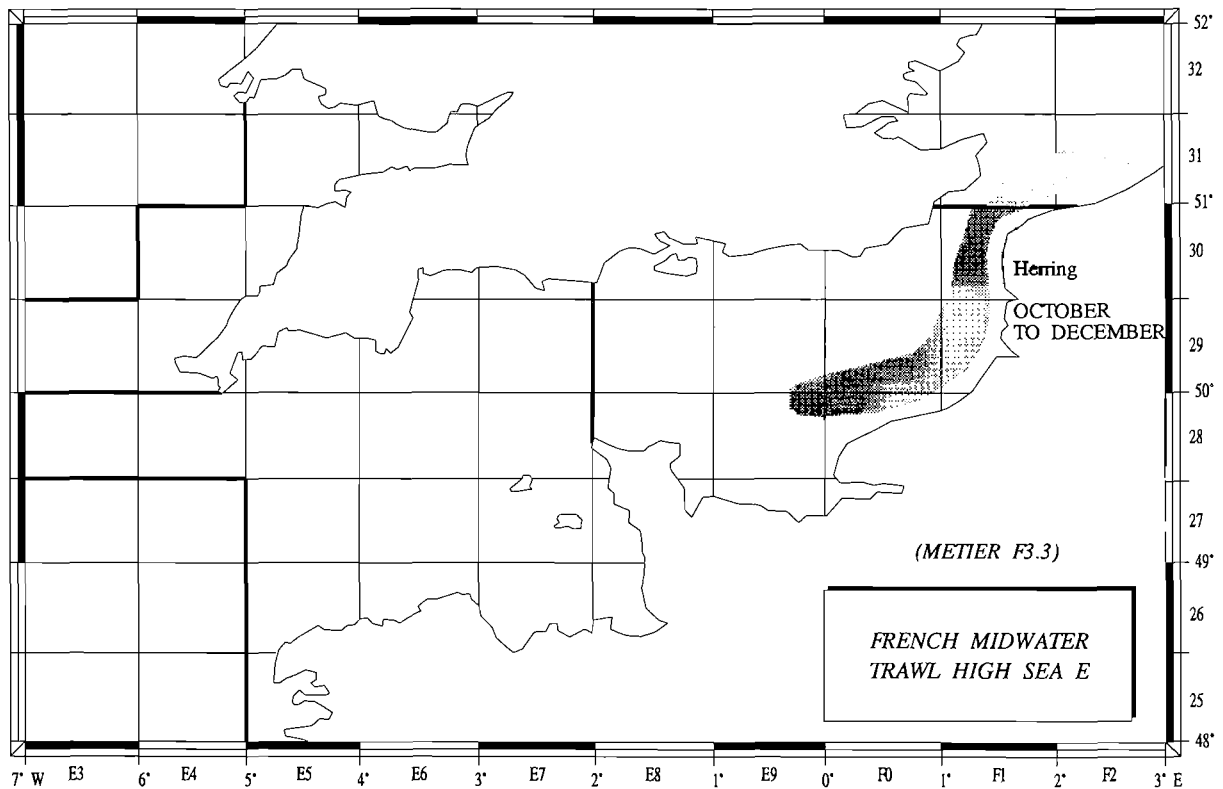 52°
32
31
51°
30
Herring
OCTOBER
TO DECEMBER
29
50°
28
27
(METIER F3.3)
49°
26
FRENCH MIDWATER
TRAWL HIGH SEA E
25
48°
7° W E3 6° E4 5° E5 4° E6 3° E7 2° E8 1° E9 0° F0 1° F1 2° F2 3° E